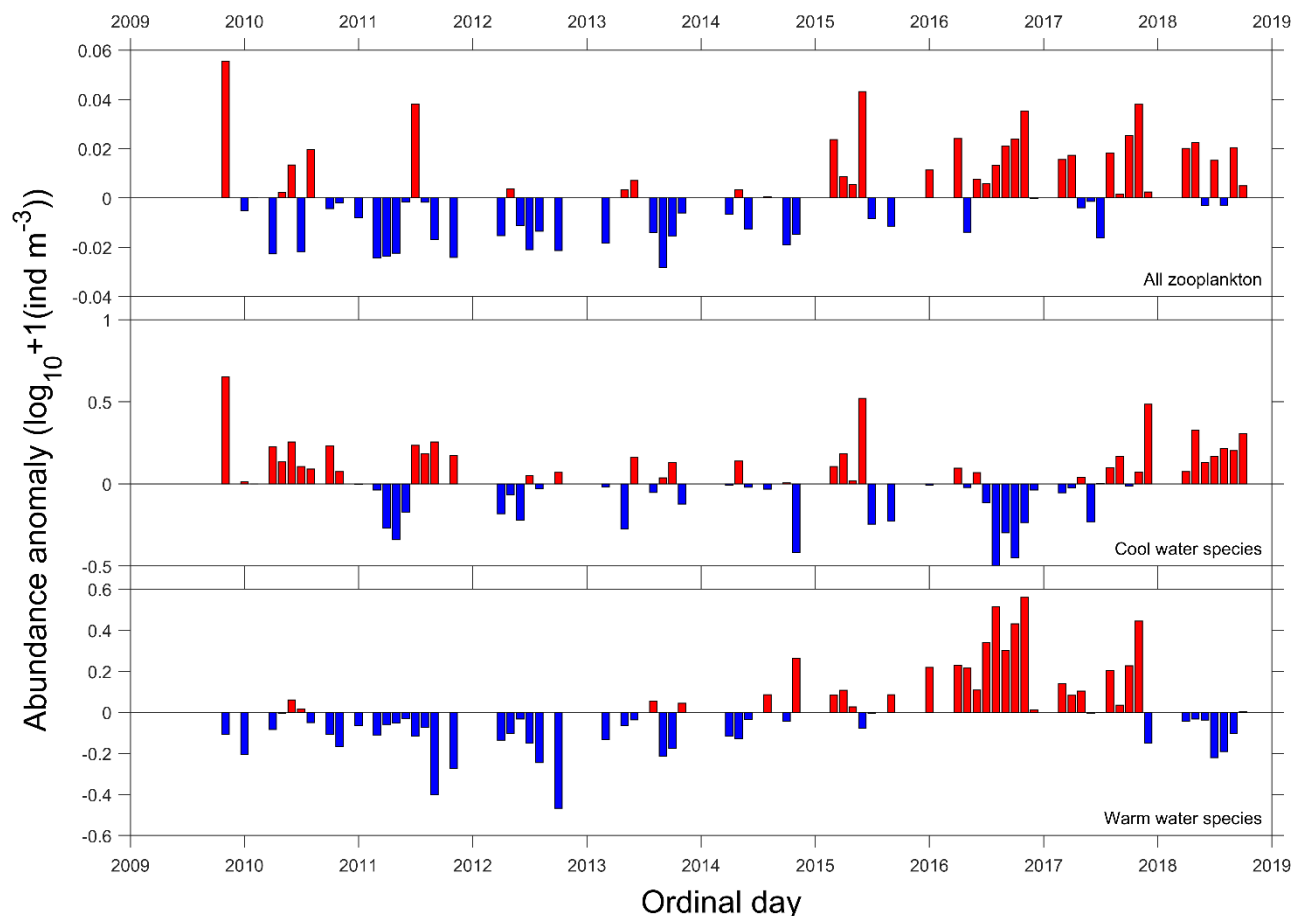 2009 2010 2011 2012 2013 2014 2015 2016 2017 2018 2019
0.06
0.04
0.02
0
-0.02
-0.04
All zooplankton
1
0.5
0
-0.5
Cool water species
0.6
0.4
0.2
0
-0.2
-0.4
-0.6
Warm water species
Abundance anomaly (log10+1(ind m-3))
2009 2010 2011 2012 2013 2014 2015 2016 2017 2018 2019
Ordinal day